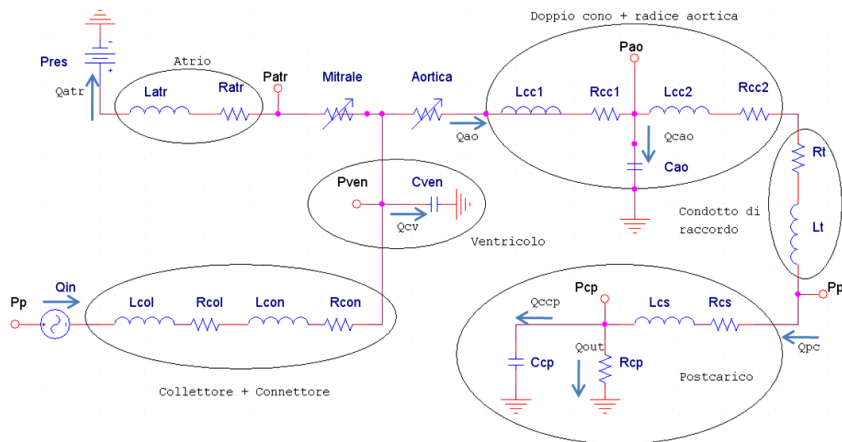 Doppio cono + radice aortica
Pres
Qatr
Atrio
Latr
Ratr
Patr
Mitrale
Aortica
Qao
Lcc1
Rcc1
Pao
Lcc2
Rcc2
Qcao
Cao
Rt
Lt
Condotto di
raccordo
Pven
Cven
Qcv
Ventricolo
Pp
Qin
Lcol
Rcol
Lcon
Rcon
Collettore + Connettore
Qccp
Pcp
Lcs
Rcs
Qpc
Ccp
Qout
Rcp
Postcarico